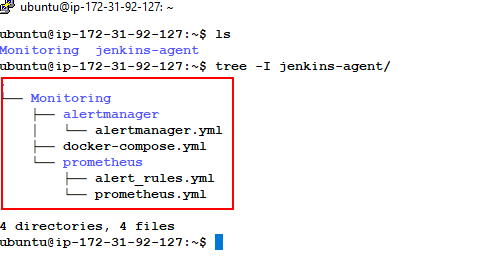 ubuntu@ip-172-31-92-127: ~
ubuntu@ip-172-31-92-127:~$ ls
Monitoring  jenkins-agent
ubuntu@ip-172-31-92-127:~$ tree -I jenkins-agent/
.
├── Monitoring
    ├── alertmanager
    │   └── alertmanager.yml
    ├── docker-compose.yml
    └── prometheus
        ├── alert_rules.yml
        └── prometheus.yml
4 directories, 4 files
ubuntu@ip-172-31-92-127:~$